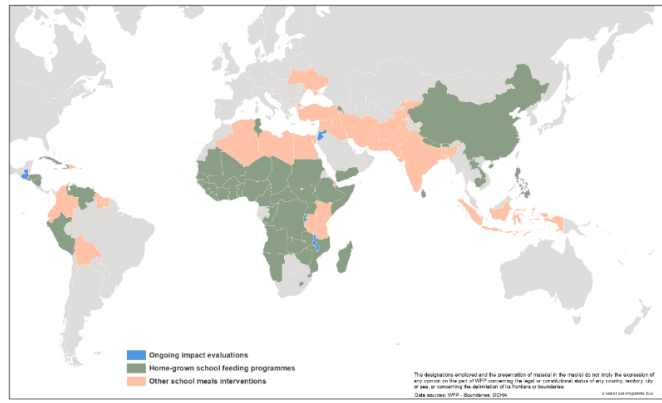 Ongoing impact evaluations
Home-grown school feeding programmes
Other school meals interventions
The designations employed and the presentation of material in the map(s) do not imply the expression of
any opinion on the part of WFP concerning the legal or constitutional status of any country, territory, city
or sea, or concerning the delimitation of its frontiers or boundaries.
Data sources: WFP - Boundaries: OCHA